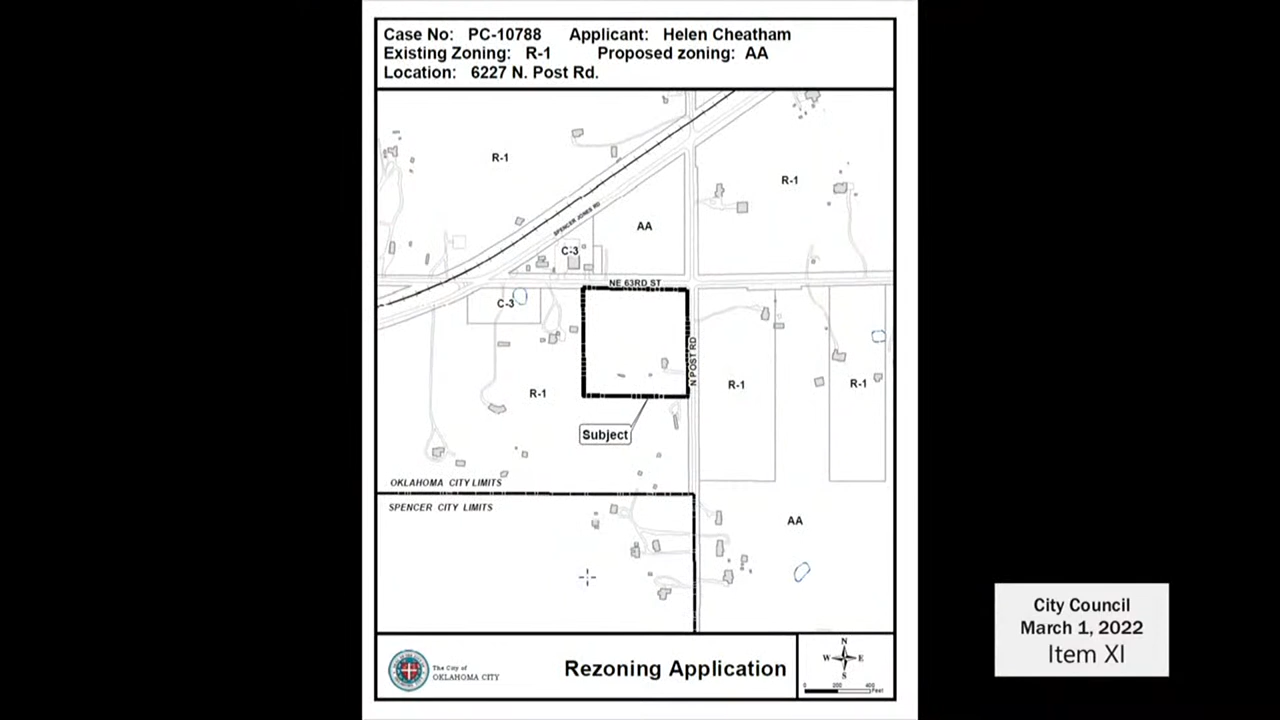 Case No: PC-10788 Applicant: Helen Cheatham
Existing Zoning: R-1 Proposed zoning: AA
Location: 6227 N. Post Rd.
R-1
R-1
SPENCER JONES RD
AA
C-3
NE 63RD ST
C-3
N POST RD
R-1
R-1
R-1
Subject
OKLAHOMA CITY LIMITS
SPENCER CITY LIMITS
AA
The City of
OKLAHOMA CITY
Rezoning Application
N
W E
S
0 200 400
Feet
City Council
March 1, 2022
Item XI